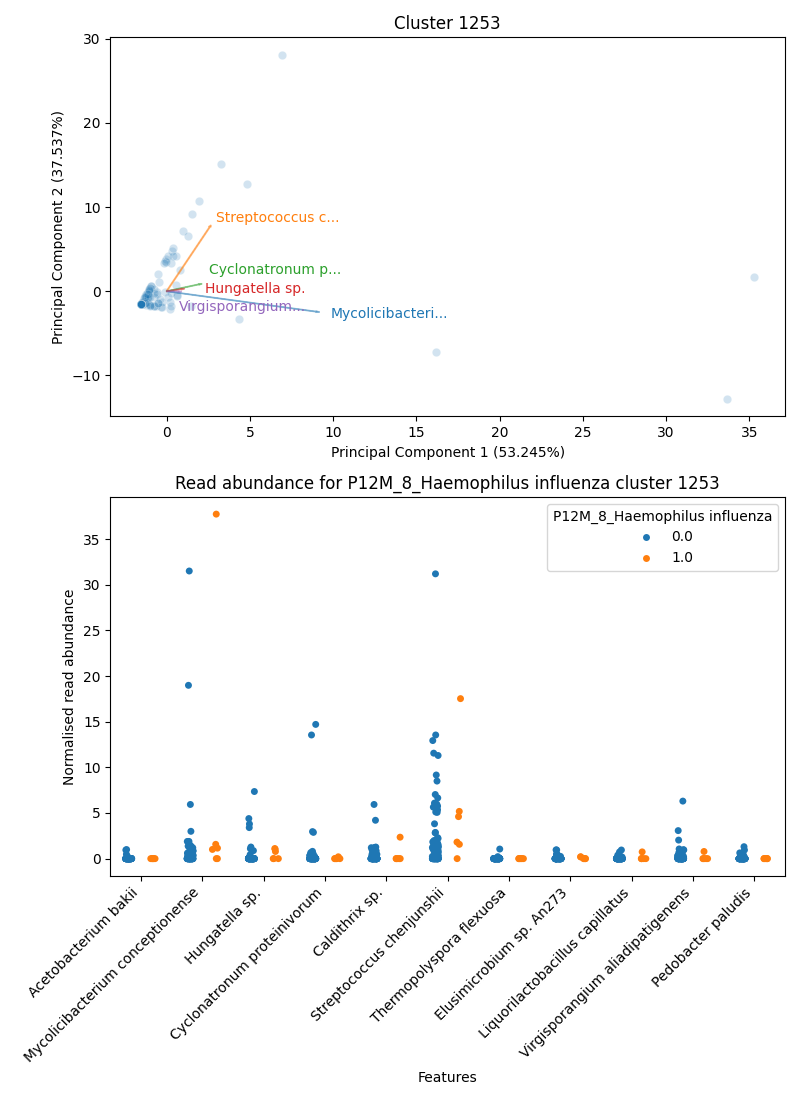 Cluster 1253
30
20
10
0
−10
Principal Component 2 (37.537%)
Streptococcus c...
Cyclonatronum p...
Hungatella sp.
Virgisporangium...
Mycolicibacteri...
0 5 10 15 20 25 30 35
Principal Component 1 (53.245%)
Read abundance for P12M_8_Haemophilus influenza cluster 1253
P12M_8_Haemophilus influenza
0.0
1.0
35
30
25
20
15
10
5
0
Normalised read abundance
Acetobacterium bakii
Mycolicibacterium conceptionense
Hungatella sp.
Cyclonatronum proteinivorum
Caldithrix sp.
Streptococcus chenjunshii
Thermopolyspora flexuosa
Elusimicrobium sp. An273
Liquorilactobacillus capillatus
Virgisporangium aliadipatigenens
Pedobacter paludis
Features